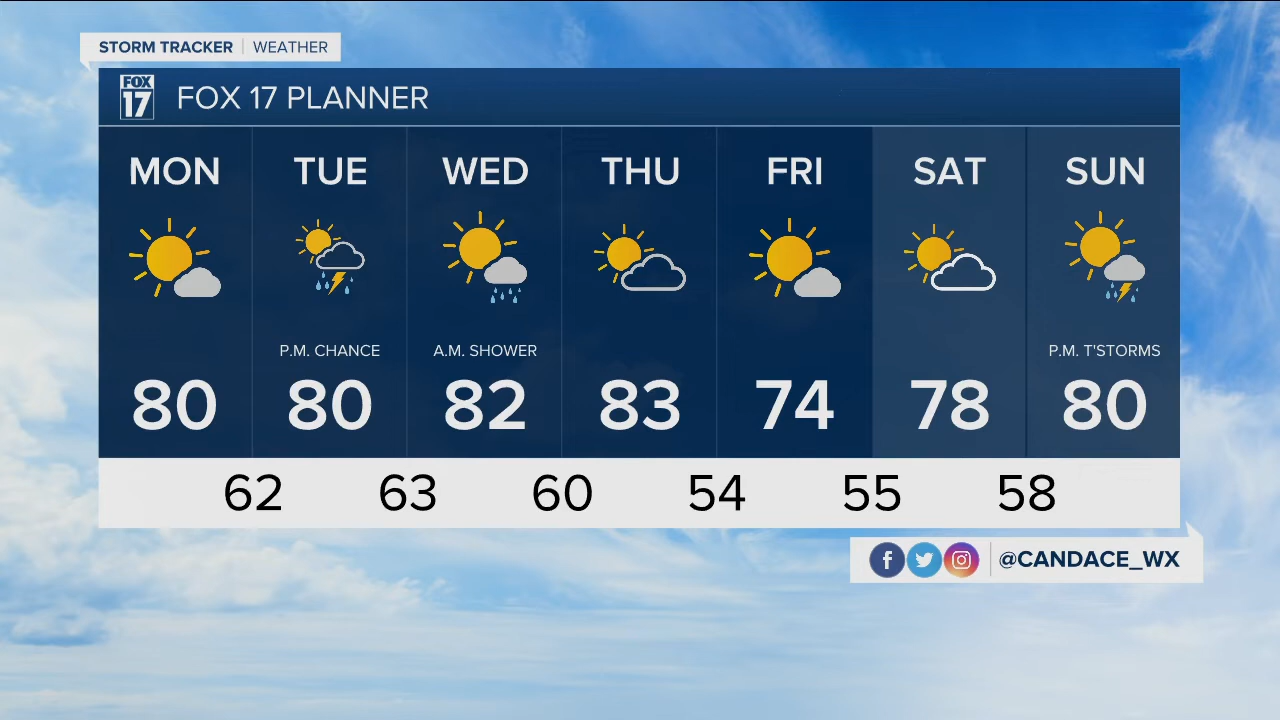 STORM TRACKER | WEATHER
FOX 17 FOX 17 PLANNER
MON TUE WED THU FRI SAT SUN
P.M. CHANCE A.M. SHOWER P.M. T'STORMS
80 80 82 83 74 78 80
62 63 60 54 55 58
@CANDACE_WX